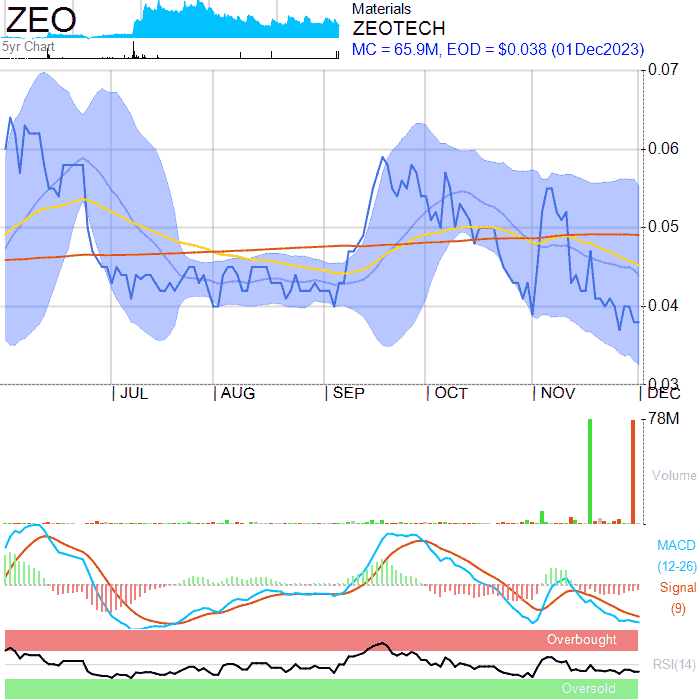 ZEO
5yr Chart
Materials
ZEOTECH
MC = 65.9M, EOD = $0.038 (01Dec2023)
0.07
0.06
0.05
0.04
0.03
JUL
AUG
SEP
OCT
NOV
DEC
78M
Volume
MACD
(12-26)
Signal
(9)
Overbought
RSI(14)
Oversold